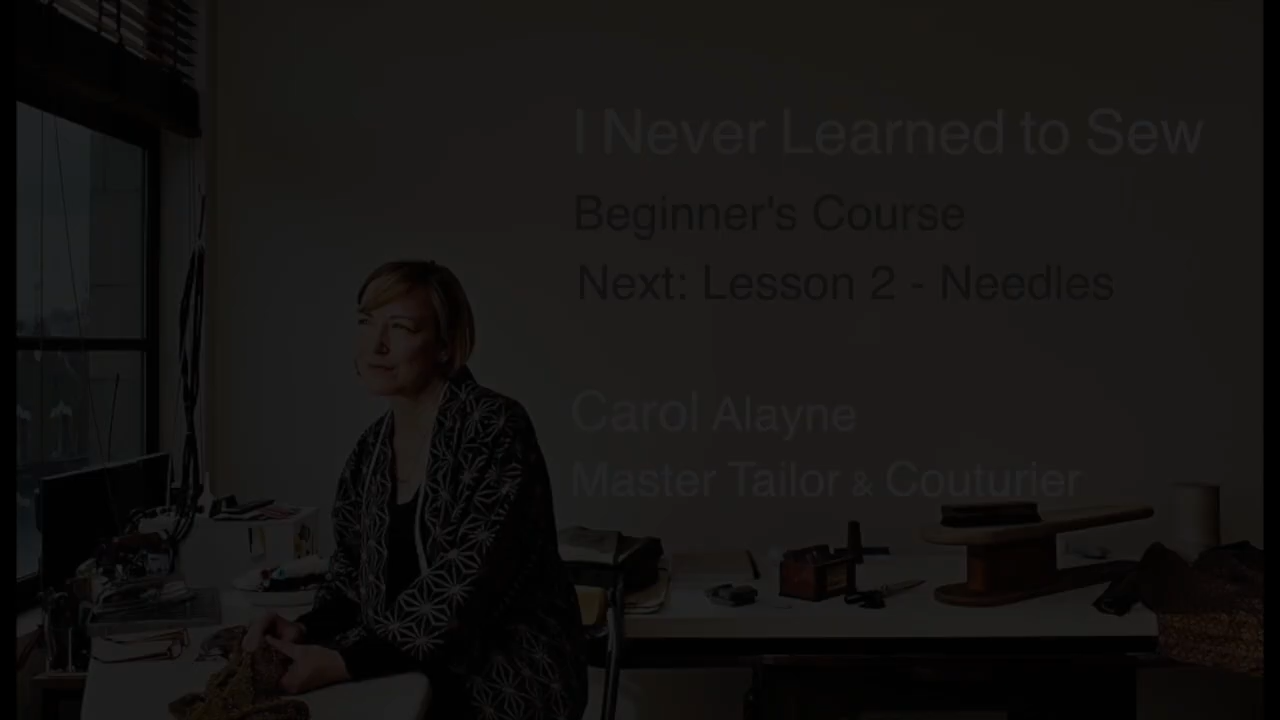 I Never Learned to Sew
Beginner's Course
Next: Lesson 2 - Needles
Carol Alayne
Master Tailor & Couturier